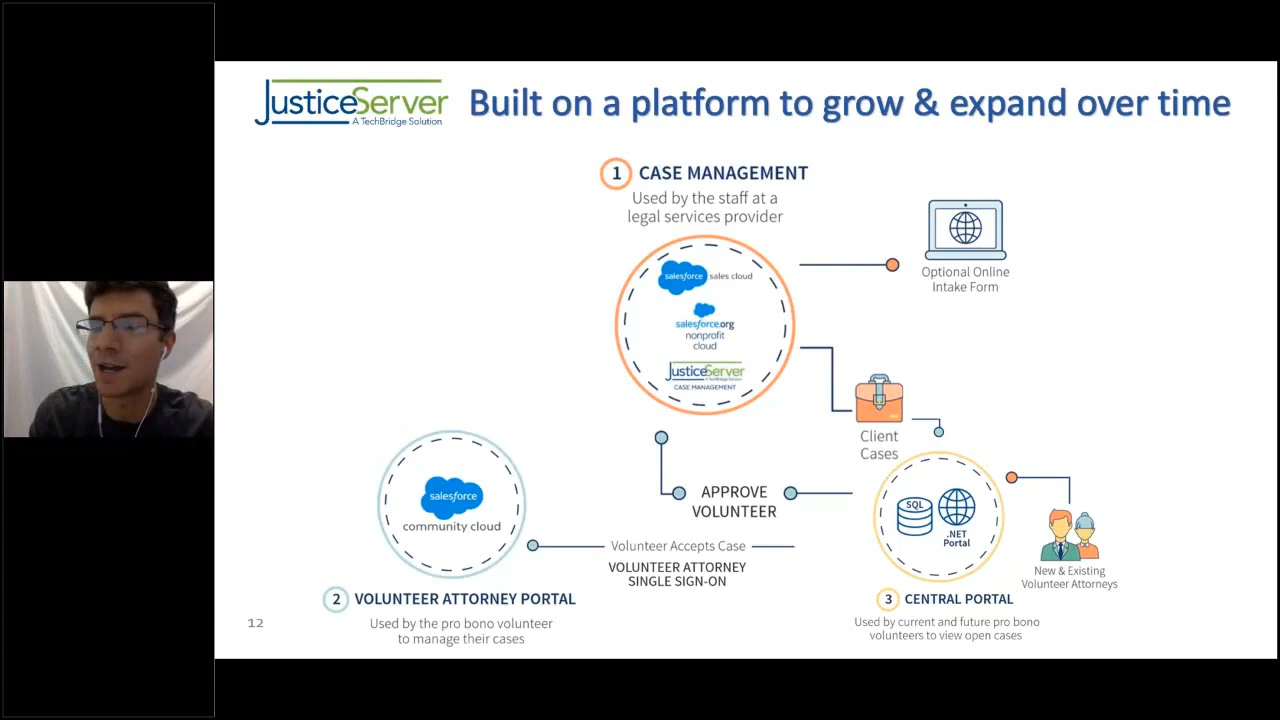 JusticeServer
A TechBridge Solution
Built on a platform to grow & expand over time
1 CASE MANAGEMENT
Used by the staff at a
legal services provider
salesforce sales cloud
salesforce.org
nonprofit
cloud
JusticeServer
A TechBridge Solution
CASE MANAGEMENT
Optional Online
Intake Form
Client
Cases
APPROVE
VOLUNTEER
salesforce
community cloud
SQL
.NET
Portal
Volunteer Accepts Case
VOLUNTEER ATTORNEY
SINGLE SIGN-ON
New & Existing
Volunteer Attorneys
2 VOLUNTEER ATTORNEY PORTAL
Used by the pro bono volunteer
to manage their cases
3 CENTRAL PORTAL
Used by current and future pro bono
volunteers to view open cases
12